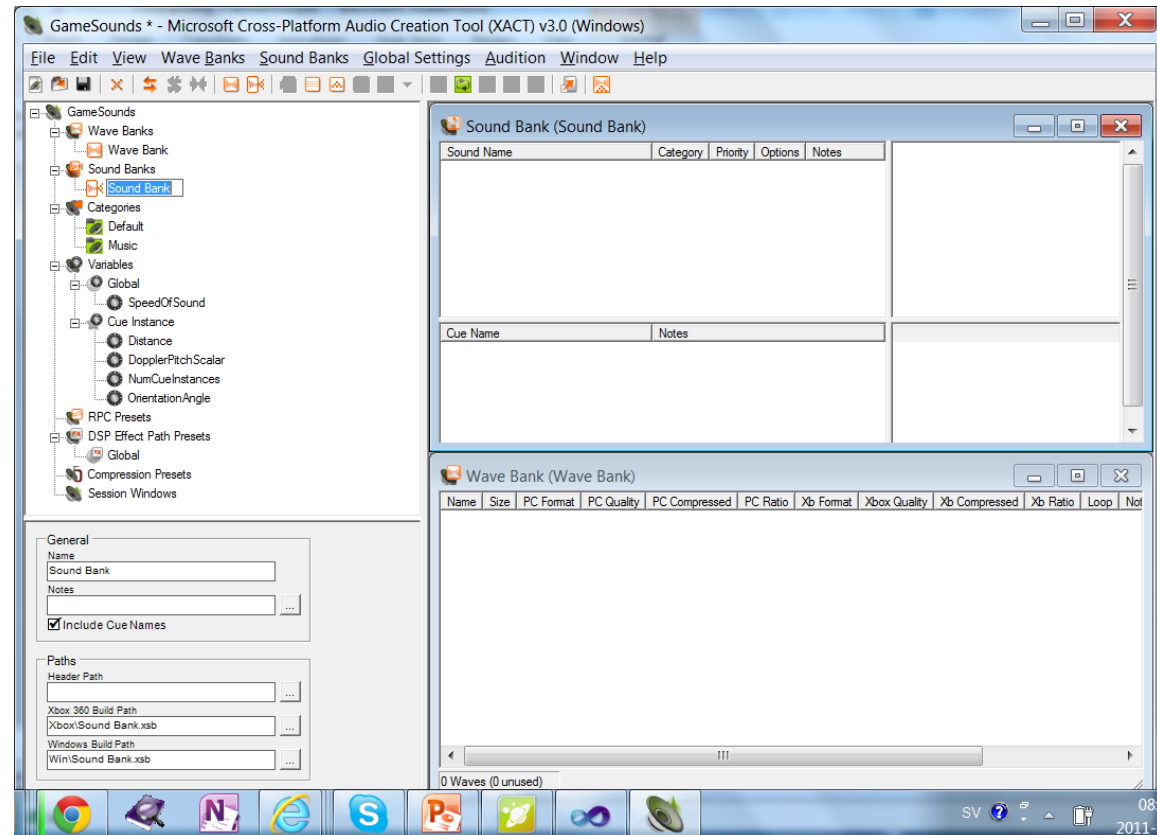 GameSounds * - Microsoft Cross-Platform Audio Creation Tool (XACT) v3.0 (Windows)
File Edit View Wave Banks Sound Banks Global Settings Audition Window Help
GameSounds
Wave Banks
Wave Bank
Sound Banks
Sound Bank
Categories
Default
Music
Variables
Global
SpeedOfSound
Cue Instance
Distance
DopplerPitchScalar
NumCueInstances
OrientationAngle
RPC Presets
DSP Effect Path Presets
Global
Compression Presets
Session Windows
General
Name
Sound Bank
Notes
...
Include Cue Names
Paths
Header Path
...
Xbox 360 Build Path
Xbox\Sound Bank.xsb
...
Windows Build Path
Win\Sound Bank.xsb
...
Sound Bank (Sound Bank)
Sound Name Category Priority Options Notes
Cue Name Notes
Wave Bank (Wave Bank)
Name Size PC Format PC Quality PC Compressed PC Ratio Xb Format Xbox Quality Xb Compressed Xb Ratio Loop Not
0 Waves (0 unused)
SV
08:
2011-